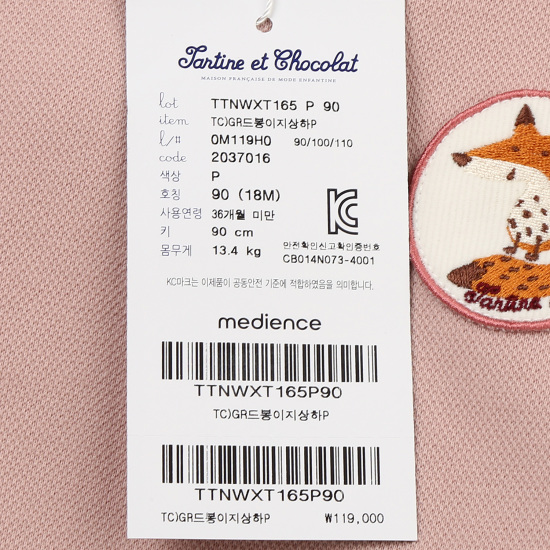 Tartine et Chocolat
MAISON FRANÇAISE DE MODE ENFANTINE
lot TTNWXT165 P 90
item TC)GR드봉이지상하P
l/# 0M119H0 90/100/110
code 2037016
색상 P
호칭 90 (18M)
사용연령 36개월 미만
키 90 cm
몸무게 13.4 kg
안전확인신고확인증번호
CB014N073-4001
KC마크는 이제품이 공통안전 기준에 적합하였음을 의미합니다.
medience
TTNWXT165P90
TC)GR드봉이지상하P
TTNWXT165P90
TC)GR드봉이지상하P ₩119,000
Tartine